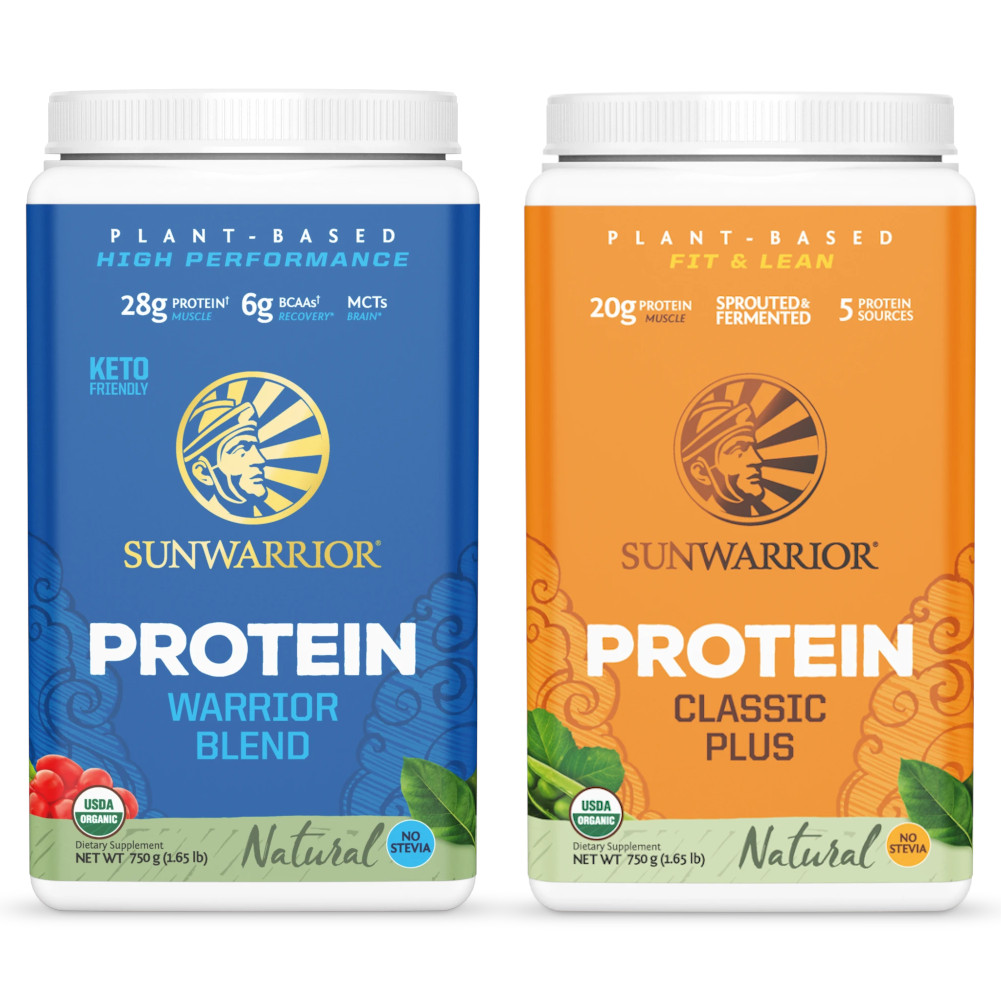 PLANT-BASED
HIGH PERFORMANCE
28g PROTEIN† MUSCLE 6g BCAAs† RECOVERY* MCTs BRAIN*
KETO
FRIENDLY
SUNWARRIOR®
PROTEIN
WARRIOR
BLEND
USDA
ORGANIC
Dietary Supplement
NET WT 750 g (1.65 lb)
Natural
NO
STEVIA
PLANT-BASED
FIT & LEAN
20g PROTEIN MUSCLE SPROUTED & FERMENTED 5 PROTEIN SOURCES
SUNWARRIOR®
PROTEIN
CLASSIC
PLUS
USDA
ORGANIC
Dietary Supplement
NET WT 750 g (1.65 lb)
Natural
NO
STEVIA